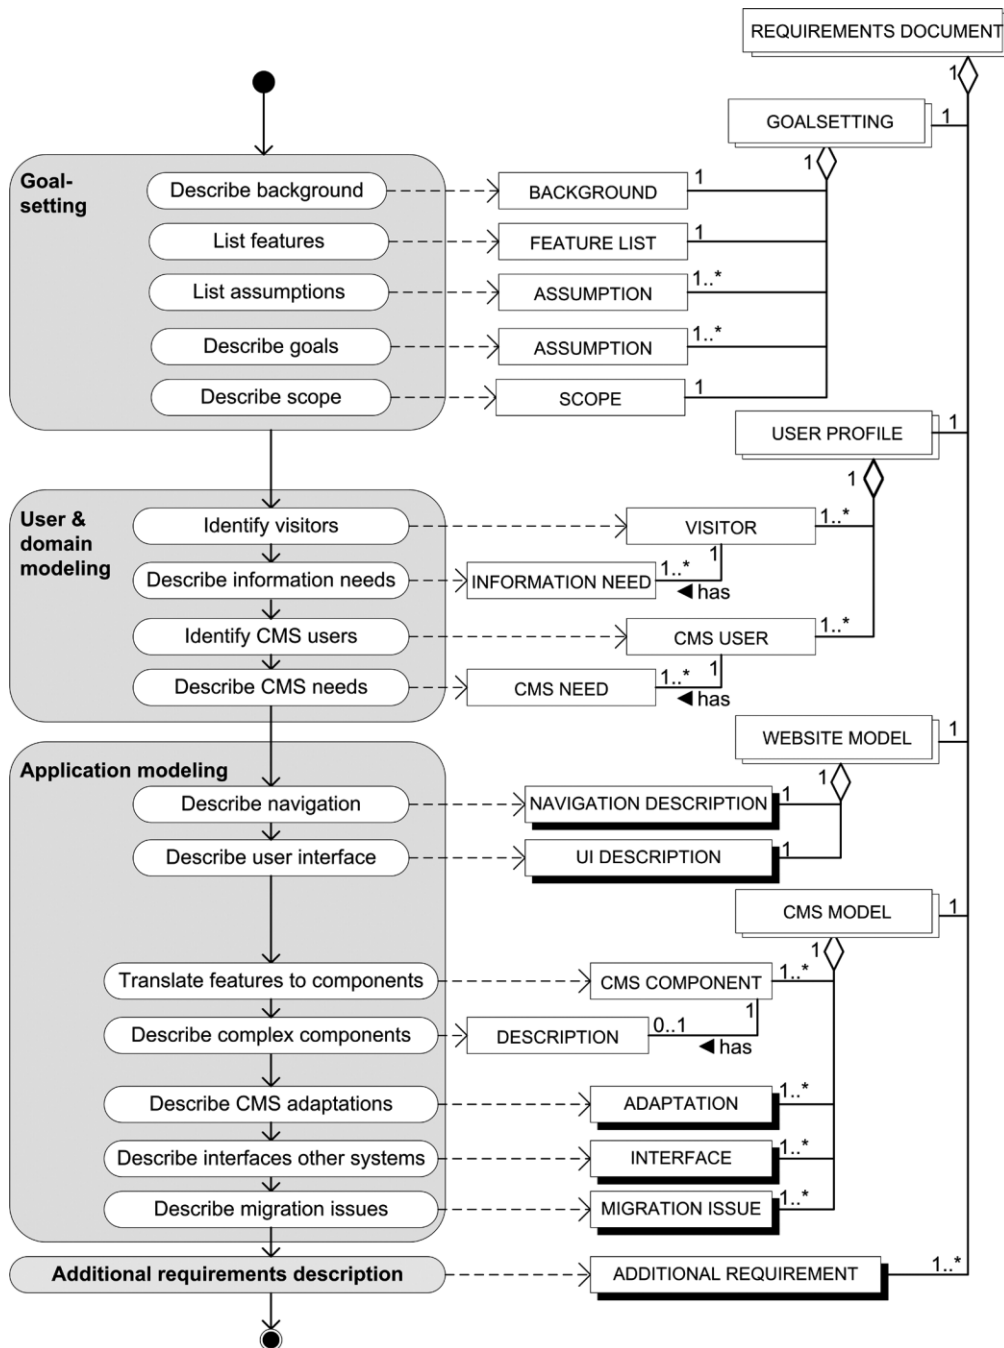 REQUIREMENTS DOCUMENT
1
1
GOALSETTING
1
Goal-
setting
Describe background
BACKGROUND
1
List features
FEATURE LIST
1
List assumptions
ASSUMPTION
1..*
Describe goals
ASSUMPTION
1..*
Describe scope
SCOPE
1
USER PROFILE
1
1
User &
domain
modeling
Identify visitors
VISITOR
1..*
1
Describe information needs
INFORMATION NEED
1..*
◀ has
Identify CMS users
CMS USER
1..*
1
Describe CMS needs
CMS NEED
1..*
◀ has
WEBSITE MODEL
1
1
Application modeling
Describe navigation
NAVIGATION DESCRIPTION
1
Describe user interface
UI DESCRIPTION
1
CMS MODEL
1
1
Translate features to components
CMS COMPONENT
1..*
1
Describe complex components
DESCRIPTION
0..1
◀ has
Describe CMS adaptations
ADAPTATION
1..*
Describe interfaces other systems
INTERFACE
1..*
Describe migration issues
MIGRATION ISSUE
1..*
Additional requirements description
ADDITIONAL REQUIREMENT
1..*